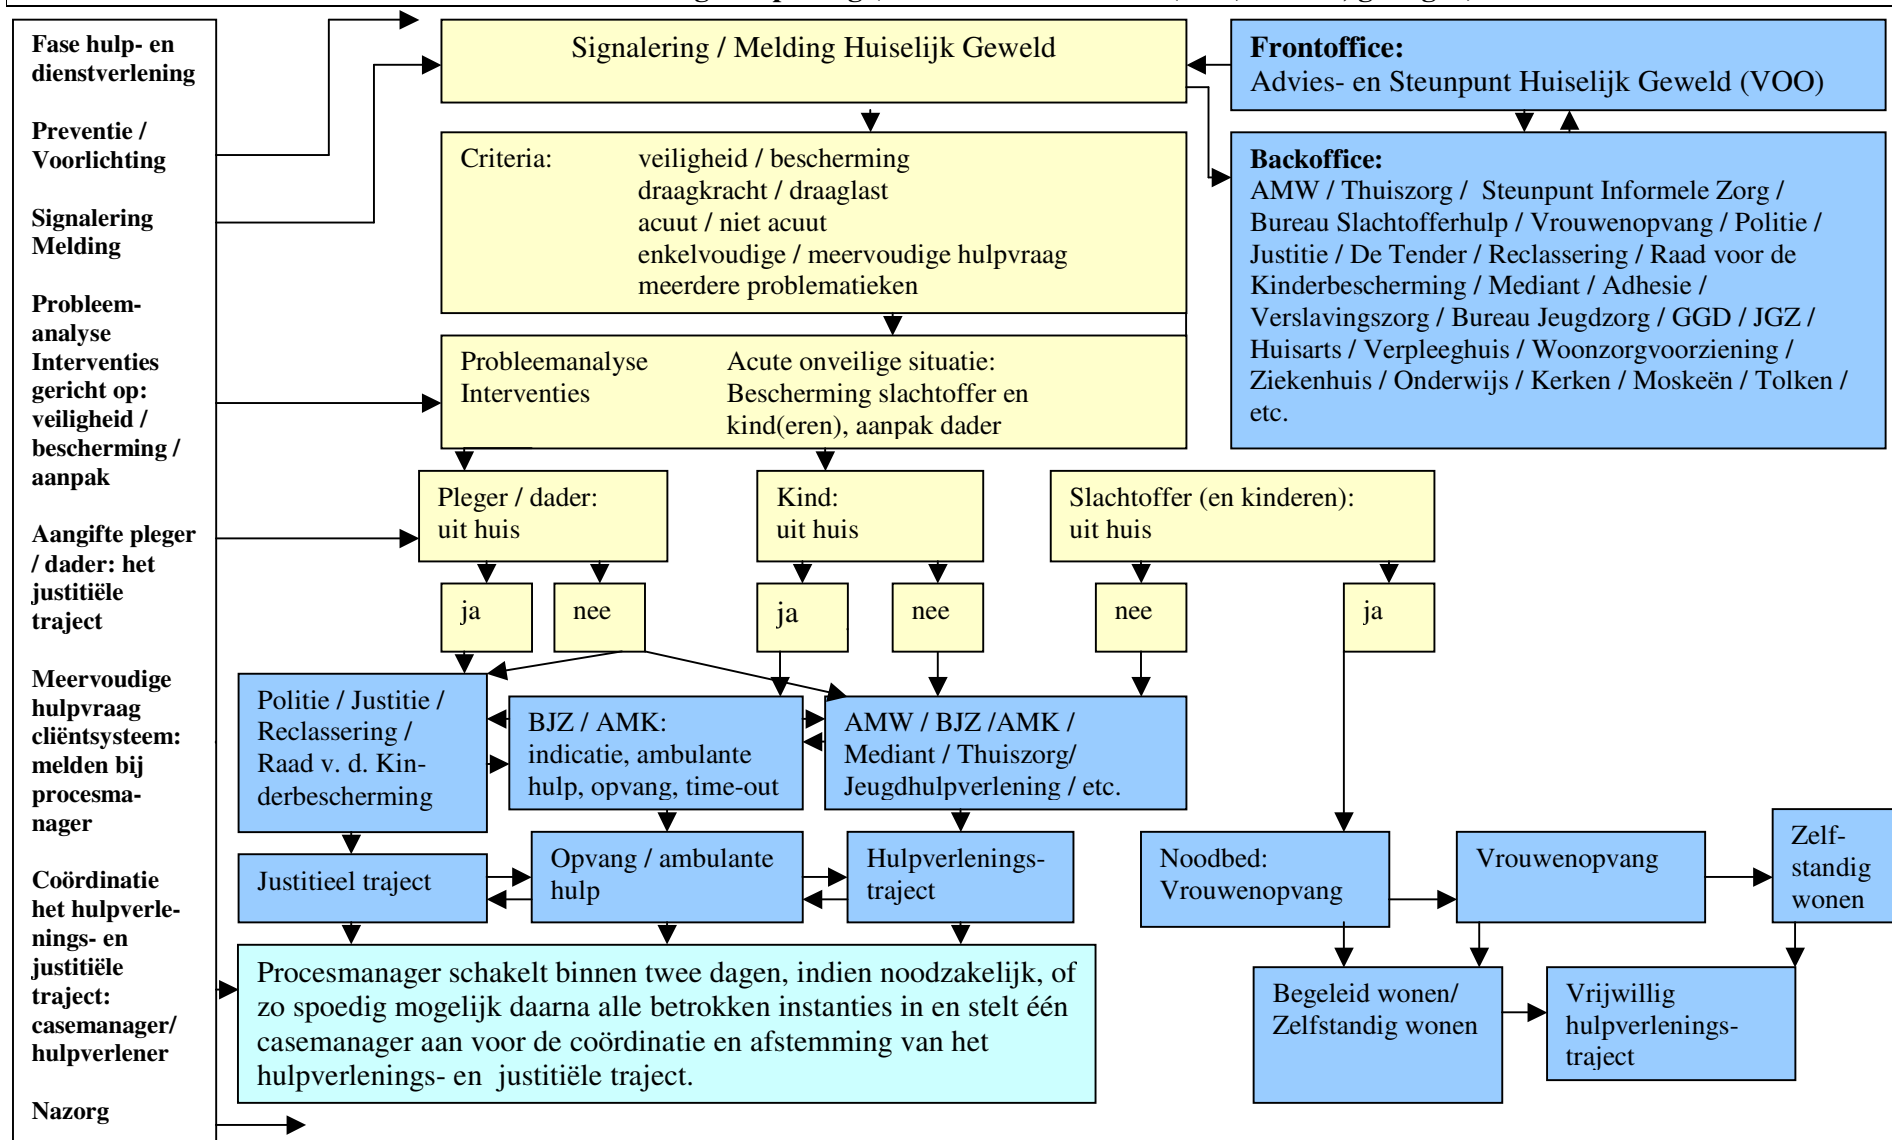 Fase hulp- en
dienstverlening
Preventie /
Voorlichting
Signalering
Melding
Probleem-
analyse
Interventies
gericht op:
veiligheid /
bescherming /
aanpak
Aangifte pleger
/ dader: het
justitiële
traject
Meervoudige
hulpvraag
cliëntsysteem:
melden bij
procesma-
nager
Coördinatie
het hulpverle-
nings- en
justitiële
traject:
casemanager/
hulpverlener
Nazorg
Signalering / Melding Huiselijk Geweld
Frontoffice:
Advies- en Steunpunt Huiselijk Geweld (VOO)
Criteria: veiligheid / bescherming
draagkracht / draaglast
acuut / niet acuut
enkelvoudige / meervoudige hulpvraag
meerdere problematieken
Backoffice:
AMW / Thuiszorg / Steunpunt Informele Zorg /
Bureau Slachtofferhulp / Vrouwenopvang / Politie /
Justitie / De Tender / Reclassering / Raad voor de
Kinderbescherming / Mediant / Adhesie /
Verslavingszorg / Bureau Jeugdzorg / GGD / JGZ /
Huisarts / Verpleeghuis / Woonzorgvoorziening /
Ziekenhuis / Onderwijs / Kerken / Moskeën / Tolken /
etc.
Probleemanalyse Acute onveilige situatie:
Interventies Bescherming slachtoffer en
kind(eren), aanpak dader
Pleger / dader:
uit huis
Kind:
uit huis
Slachtoffer (en kinderen):
uit huis
ja
nee
ja
nee
nee
ja
Politie / Justitie /
Reclassering /
Raad v. d. Kin-
derbescherming
BJZ / AMK:
indicatie, ambulante
hulp, opvang, time-out
AMW / BJZ /AMK /
Mediant / Thuiszorg/
Jeugdhulpverlening / etc.
Justitieel traject
Opvang / ambulante
hulp
Hulpverlenings-
traject
Noodbed:
Vrouwenopvang
Vrouwenopvang
Zelf-
standig
wonen
Procesmanager schakelt binnen twee dagen, indien noodzakelijk, of
zo spoedig mogelijk daarna alle betrokken instanties in en stelt één
casemanager aan voor de coördinatie en afstemming van het
hulpverlenings- en justitiële traject.
Begeleid wonen/
Zelfstandig wonen
Vrijwillig
hulpverlenings-
traject